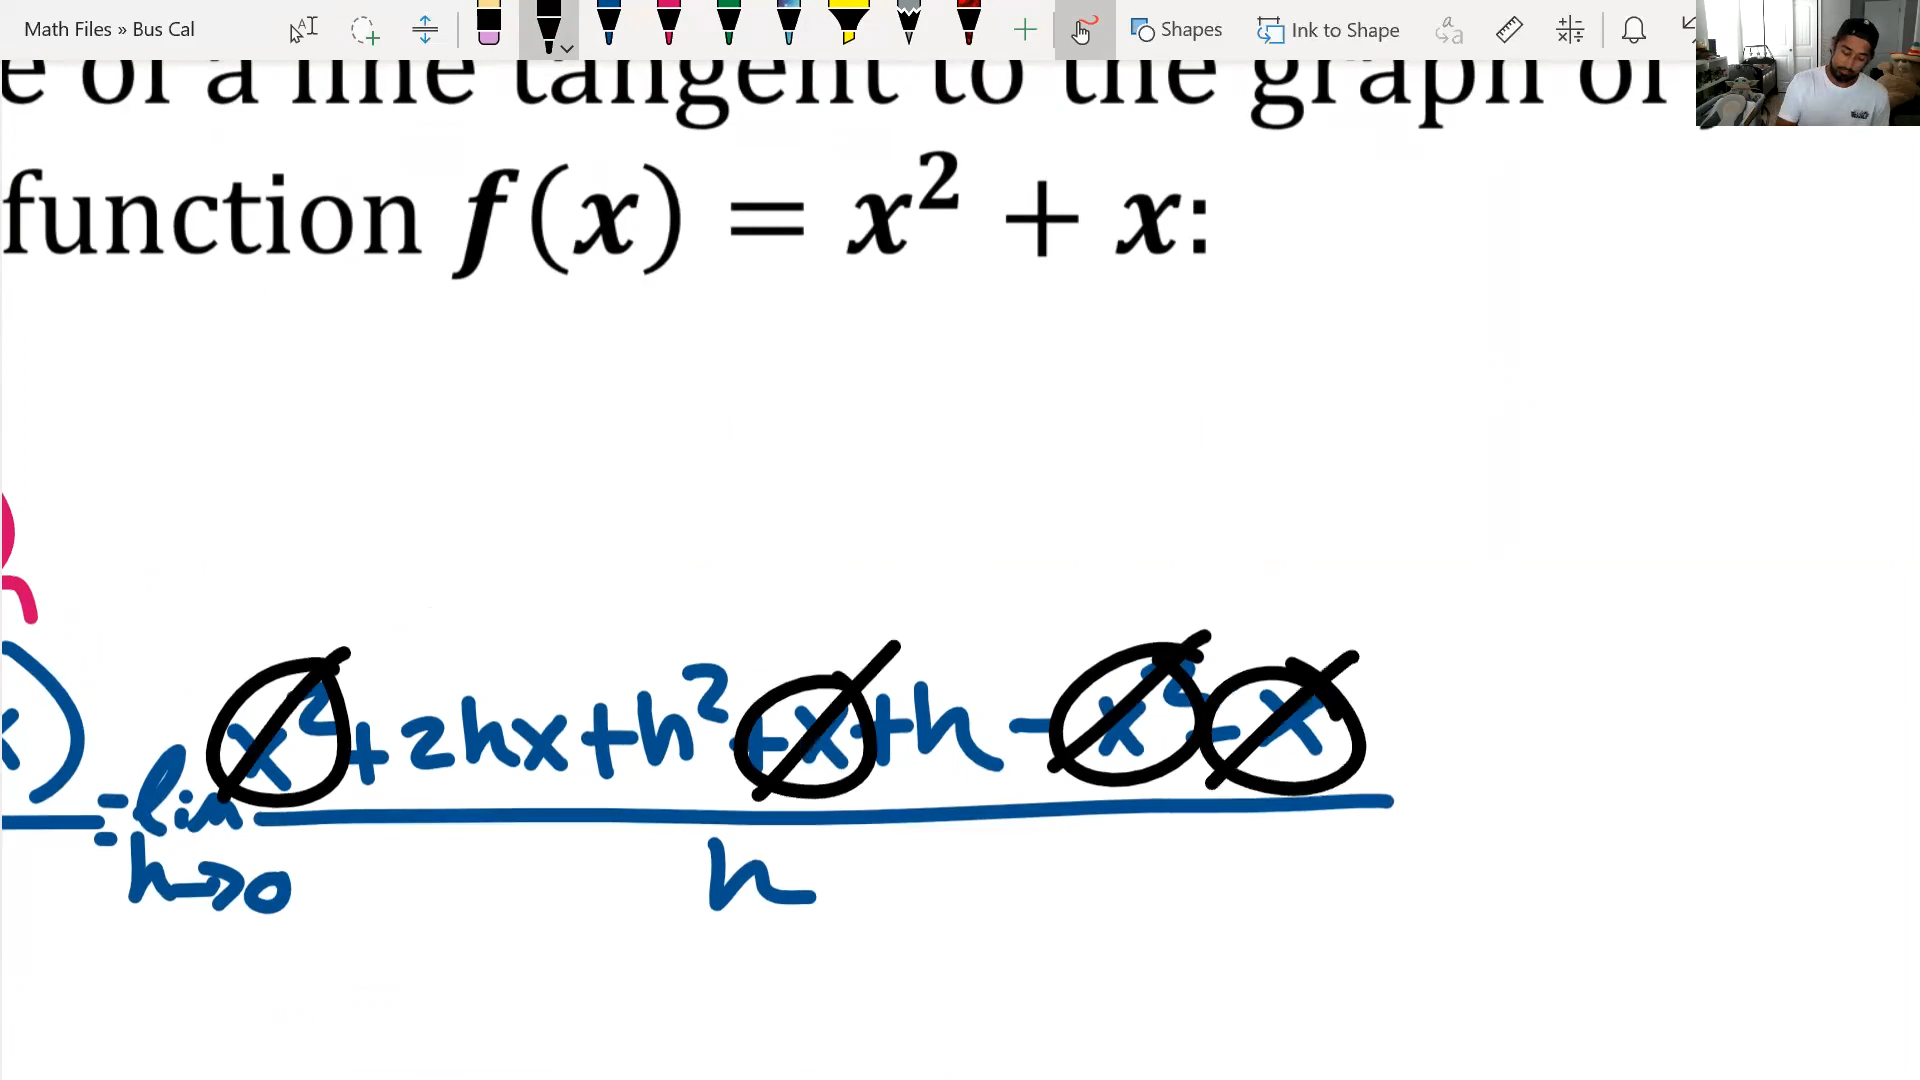 Math Files » Bus Cal
Shapes
Ink to Shape
e of a line tangent to the graph of
function f(x) = x² + x:
= lim x² + 2hx + h² + x + h - x² - x
h→0 h